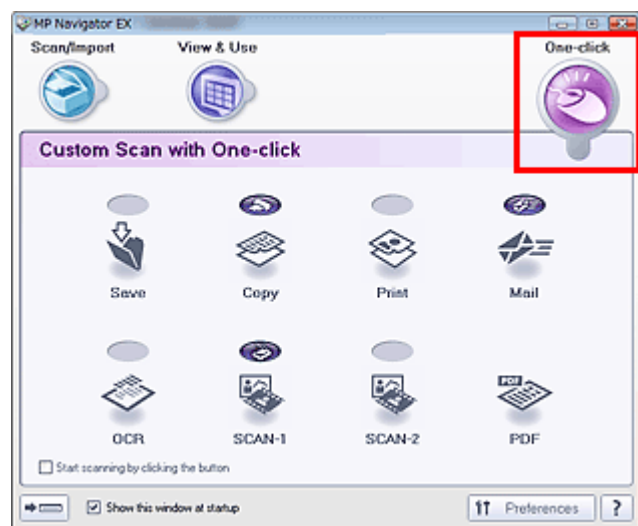 MP Navigator EX
Scan/Import View & Use One-click
Custom Scan with One-click
Save Copy Print Mail
PDF
OCR SCAN-1 SCAN-2 PDF
Start scanning by clicking the button
Show this window at startup Preferences ?